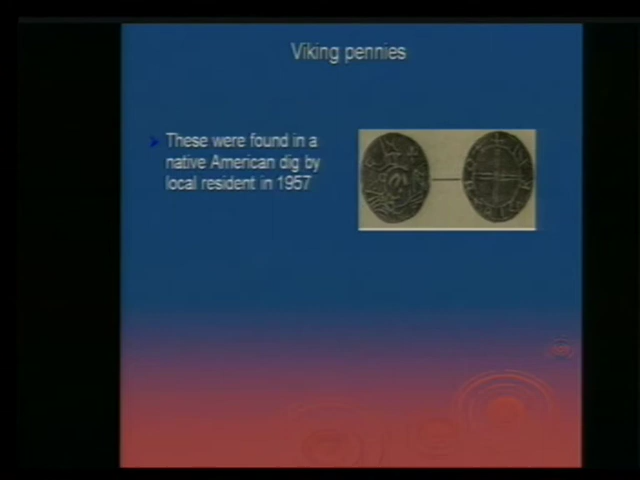 Viking pennies
These were found in a
native American dig by
local resident in 1957